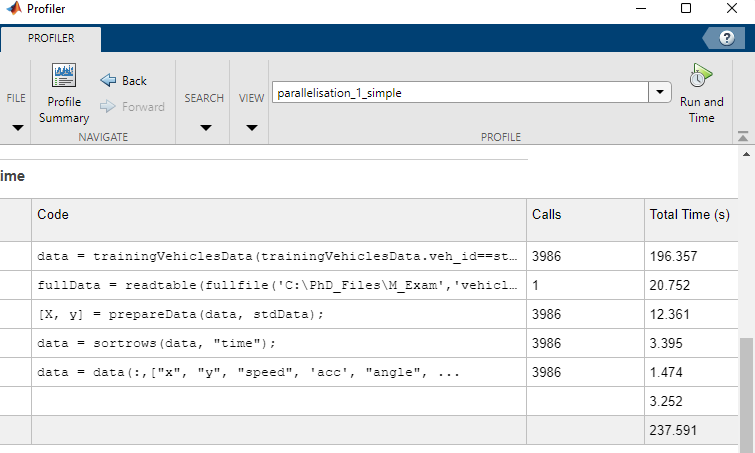 Profiler
PROFILER
?
FILE
Profile Summary
Back
Forward
NAVIGATE
SEARCH
VIEW
parallelisation_1_simple
Run and Time
PROFILE
ime
Code Calls Total Time (s)
data = trainingVehiclesData(trainingVehiclesData.veh_id==st… 3986 196.357
fullData = readtable(fullfile('C:\PhD_Files\M_Exam','vehicl… 1 20.752
[X, y] = prepareData(data, stdData); 3986 12.361
data = sortrows(data, "time"); 3986 3.395
data = data(:,["x", "y", "speed", 'acc', "angle", ... 3986 1.474
3.252
237.591